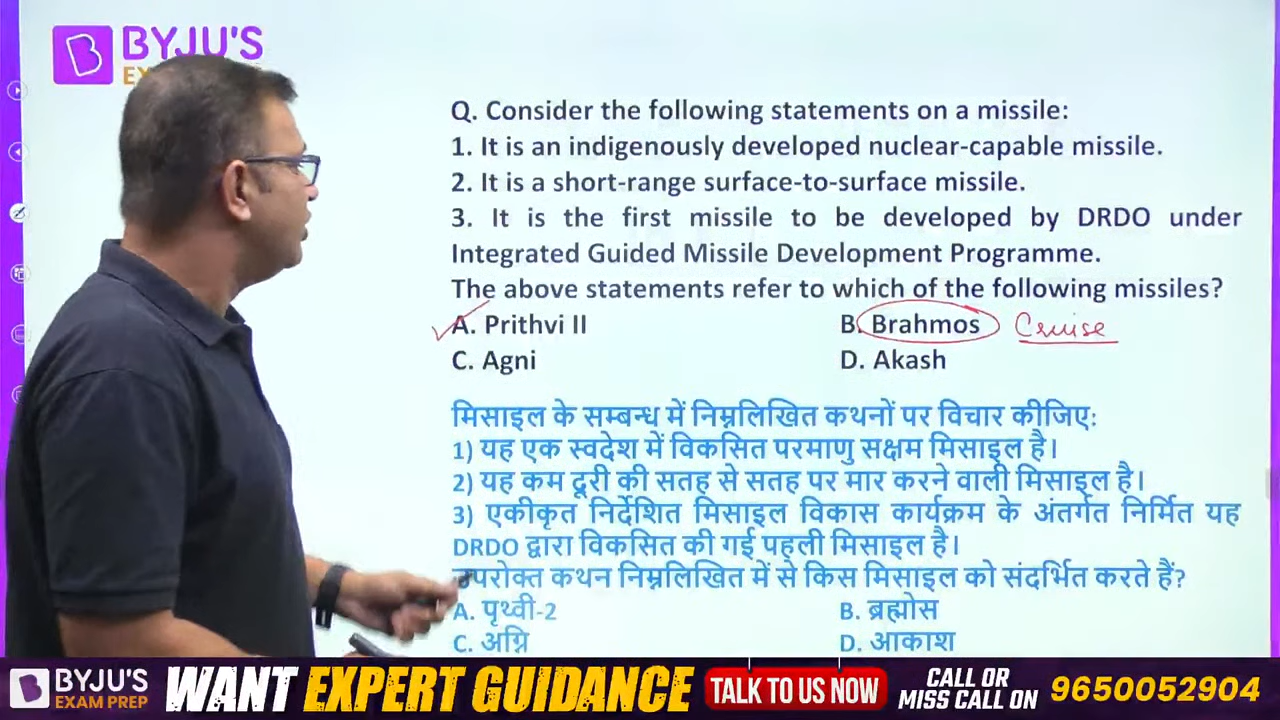 BYJU'S
Q. Consider the following statements on a missile:
1. It is an indigenously developed nuclear-capable missile.
2. It is a short-range surface-to-surface missile.
3. It is the first missile to be developed by DRDO under
Integrated Guided Missile Development Programme.
The above statements refer to which of the following missiles?
A. Prithvi II B. Brahmos Cruise
C. Agni D. Akash
मिसाइल के सम्बन्ध में निम्नलिखित कथनों पर विचार कीजिए:
1) यह एक स्वदेश में विकसित परमाणु सक्षम मिसाइल है।
2) यह कम दूरी की सतह से सतह पर मार करने वाली मिसाइल है।
3) एकीकृत निर्देशित मिसाइल विकास कार्यक्रम के अंतर्गत निर्मित यह
DRDO द्वारा विकसित की गई पहली मिसाइल है।
उपरोक्त कथन निम्नलिखित में से किस मिसाइल को संदर्भित करते हैं?
A. पृथ्वी-2 B. ब्रह्मोस
C. अग्नि D. आकाश
BYJU'S
EXAM PREP
WANT EXPERT GUIDANCE
TALK TO US NOW
CALL OR
MISS CALL ON
9650052904